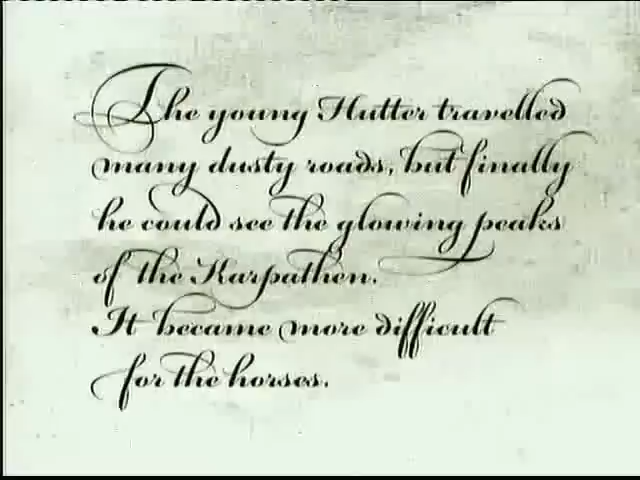 The young Hutter travelled
many dusty roads, but finally
he could see the glowing peaks
of the Karpathen.
It became more difficult
for the horses.